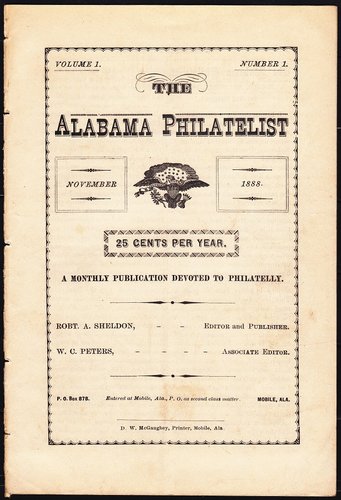 VOLUME 1. NUMBER 1.
THE
ALABAMA PHILATELIST
NOVEMBER 1888.
25 CENTS PER YEAR.
A MONTHLY PUBLICATION DEVOTED TO PHILATELLY.
ROBT. A. SHELDON, – – EDITOR and PUBLISHER.
W. C. PETERS, – – – – ASSOCIATE EDITOR.
P. O. Box 878. Entered at Mobile, Ala., P. O. as second class matter. MOBILE, ALA.
D. W. McGaughey, Printer, Mobile, Ala